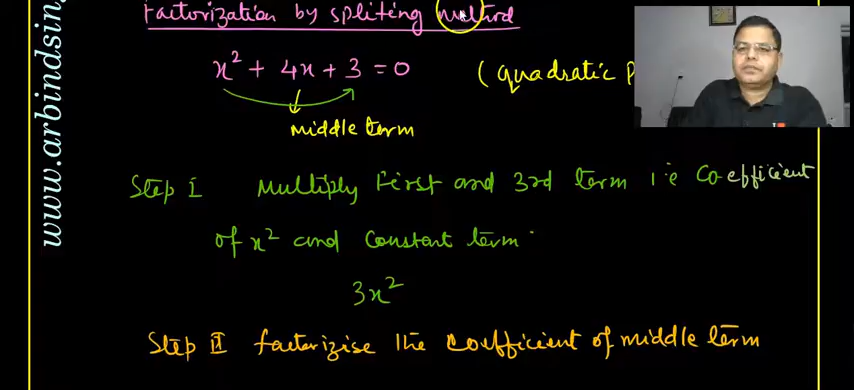 Factorization by spliting method
x² + 4x + 3 = 0
(quadratic P
middle term
Step I Multiply First and 3rd term i.e Coefficient
of x² and Constant term
3x²
Step II factorizise the coefficient of middle term
www.arbindsin